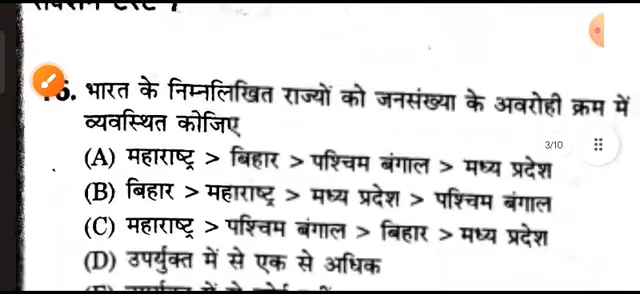 भारत के निम्नलिखित राज्यों को जनसंख्या के अवरोही क्रम में
व्यवस्थित कीजिए
3/10
(A) महाराष्ट्र > बिहार > पश्चिम बंगाल > मध्य प्रदेश
(B) बिहार > महाराष्ट्र > मध्य प्रदेश > पश्चिम बंगाल
(C) महाराष्ट्र > पश्चिम बंगाल > बिहार > मध्य प्रदेश
(D) उपर्युक्त में से एक से अधिक